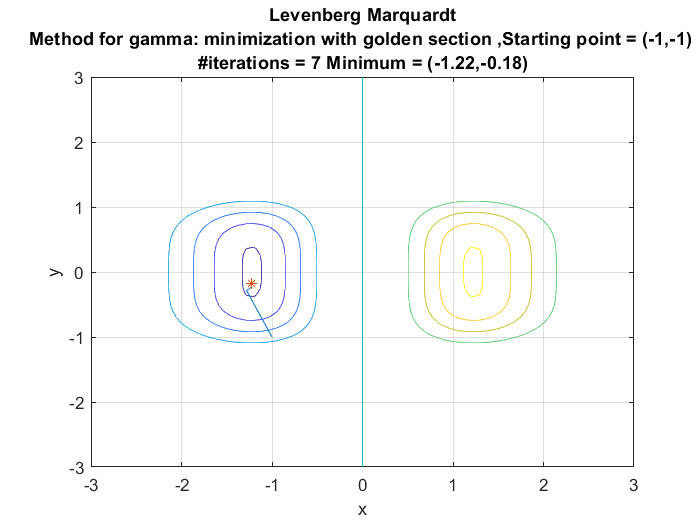 Levenberg Marquardt
Method for gamma: minimization with golden section ,Starting point = (-1,-1)
#iterations = 7 Minimum = (-1.22,-0.18)
3
2
1
0
-1
-2
-3
y
-3 -2 -1 0 1 2 3
x